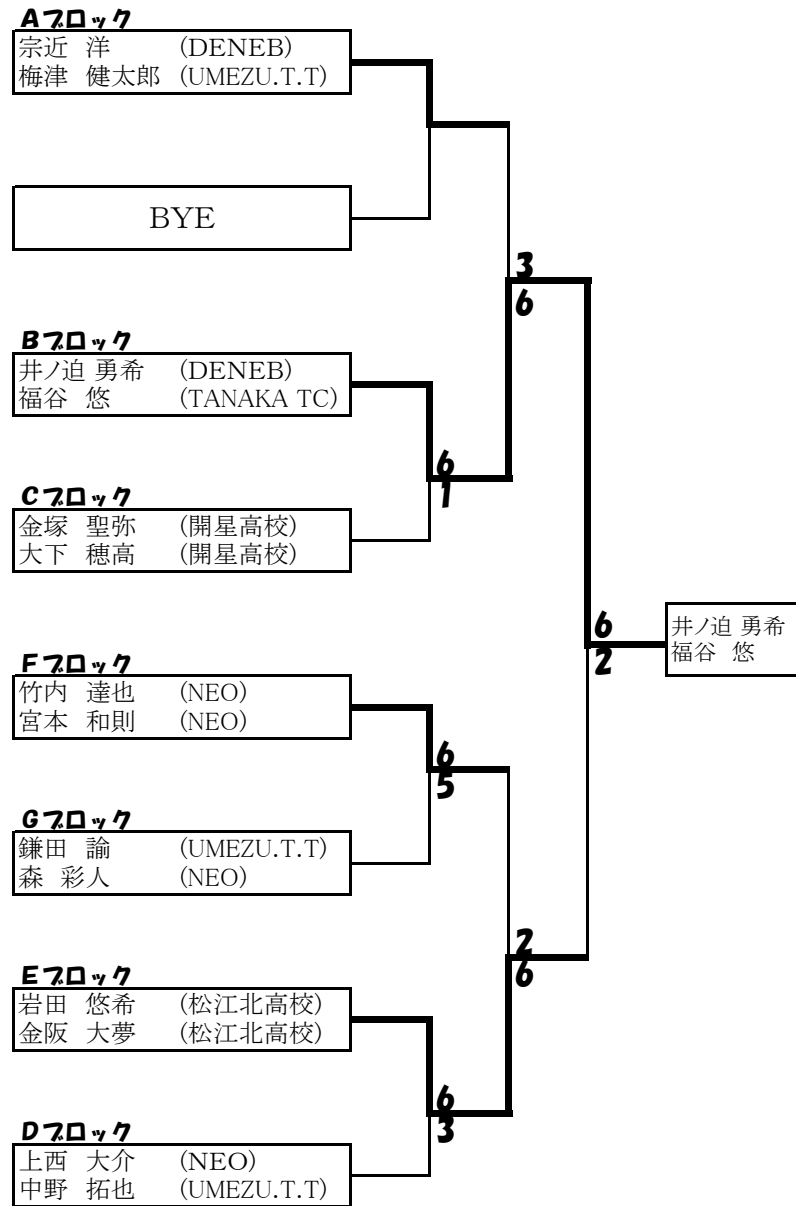 Aブロック
宗近 洋 (DENEB)
梅津 健太郎 (UMEZU.T.T)
BYE
3
6
Bブロック
井ノ迫 勇希 (DENEB)
福谷 悠 (TANAKA TC)
6
1
Cブロック
金塚 聖弥 (開星高校)
大下 穂高 (開星高校)
6
2
井ノ迫 勇希
福谷 悠
Fブロック
竹内 達也 (NEO)
宮本 和則 (NEO)
6
5
Gブロック
鎌田 諭 (UMEZU.T.T)
森 彩人 (NEO)
2
6
Eブロック
岩田 悠希 (松江北高校)
金阪 大夢 (松江北高校)
6
3
Dブロック
上西 大介 (NEO)
中野 拓也 (UMEZU.T.T)